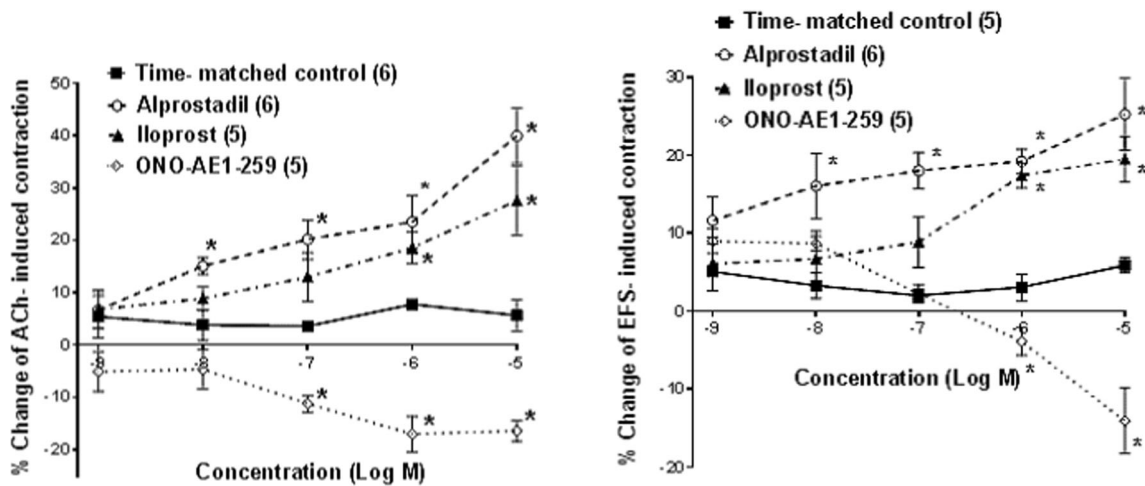 Time- matched control (6)
Alprostadil (6)
Iloprost (5)
ONO-AE1-259 (5)
% Change of ACh- induced contraction
50
40
30
20
10
0
-10
-20
-9
-8
-7
-6
-5
* * * * * * * * * *
Concentration (Log M)
Time- matched control (5)
Alprostadil (6)
Iloprost (5)
ONO-AE1-259 (5)
% Change of EFS- induced contraction
30
20
10
0
-10
-20
-9
-8
-7
-6
-5
* * * * * * * *
Concentration (Log M)